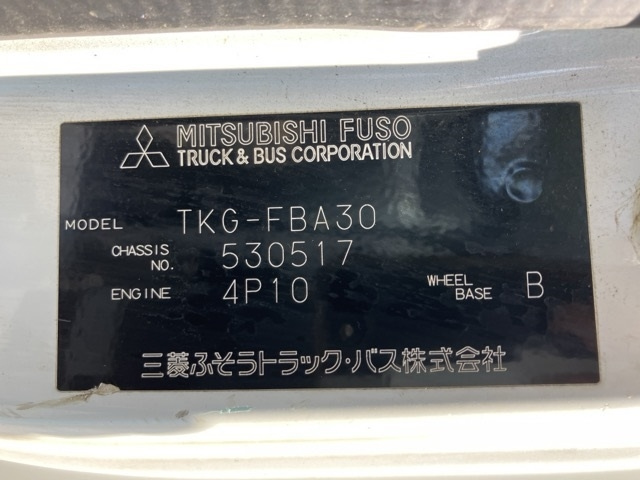 MITSUBISHI FUSO
TRUCK & BUS CORPORATION
MODEL TKG-FBA30
CHASSIS NO. 530517
ENGINE 4P10 WHEEL BASE B
三菱ふそうトラック・バス株式会社